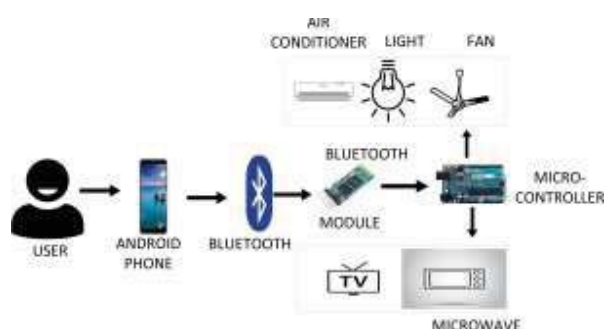 AIR
CONDITIONER
LIGHT
FAN
BLUETOOTH
MICRO-
CONTROLLER
MODULE
USER
ANDROID
PHONE
BLUETOOTH
TV
MICROWAVE